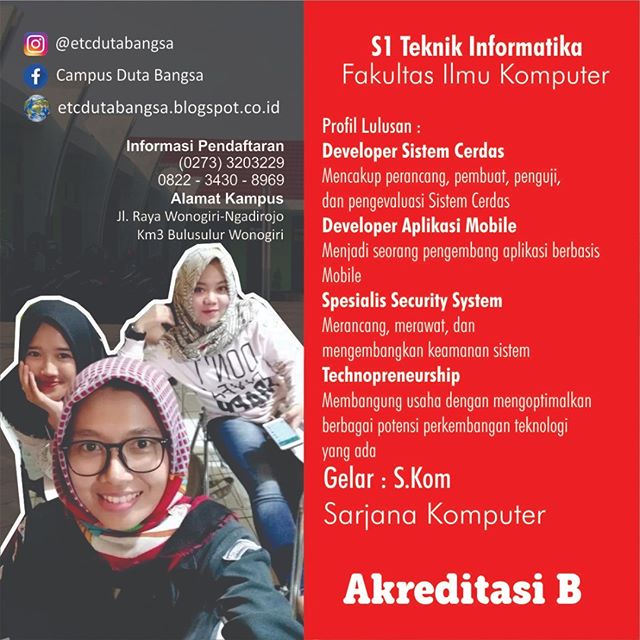 @etcdutabangsa
Campus Duta Bangsa
etcdutabangsa.blogspot.co.id
Informasi Pendaftaran
(0273) 3203229
0822 - 3430 - 8969
Alamat Kampus
Jl. Raya Wonogiri-Ngadirojo
Km3 Bulusulur Wonogiri
S1 Teknik Informatika
Fakultas Ilmu Komputer
Profil Lulusan :
Developer Sistem Cerdas
Mencakup perancang, pembuat, penguji,
dan pengevaluasi Sistem Cerdas
Developer Aplikasi Mobile
Menjadi seorang pengembang aplikasi berbasis
Mobile
Spesialis Security System
Merancang, merawat, dan
mengembangkan keamanan sistem
Technopreneurship
Membangung usaha dengan mengoptimalkan
berbagai potensi perkembangan teknologi
yang ada
Gelar : S.Kom
Sarjana Komputer
Akreditasi B